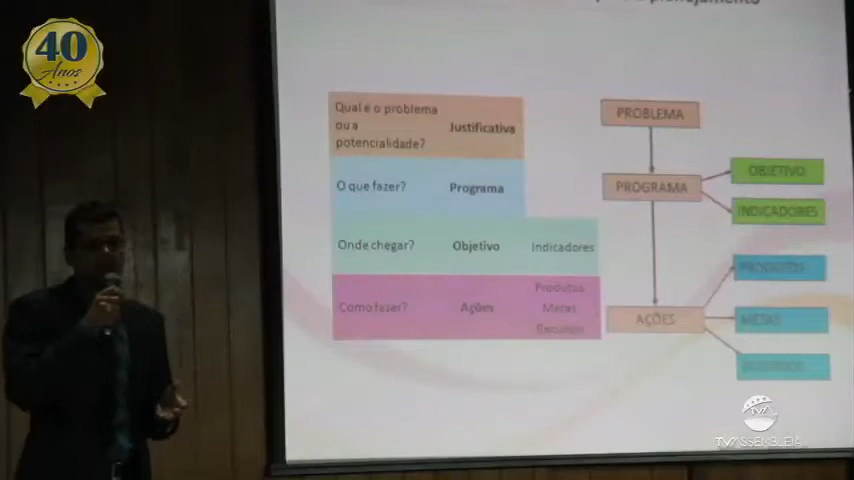 40
Anos
planejamento
Qual é o problema
ou a
potencialidade?
Justificativa
O que fazer?
Programa
Onde chegar?
Objetivo
Indicadores
Como fazer?
Ações
Produtos
Metas
Recursos
PROBLEMA
PROGRAMA
OBJETIVO
INDICADORES
AÇÕES
PRODUTOS
METAS
TV ASSEMBLEIA